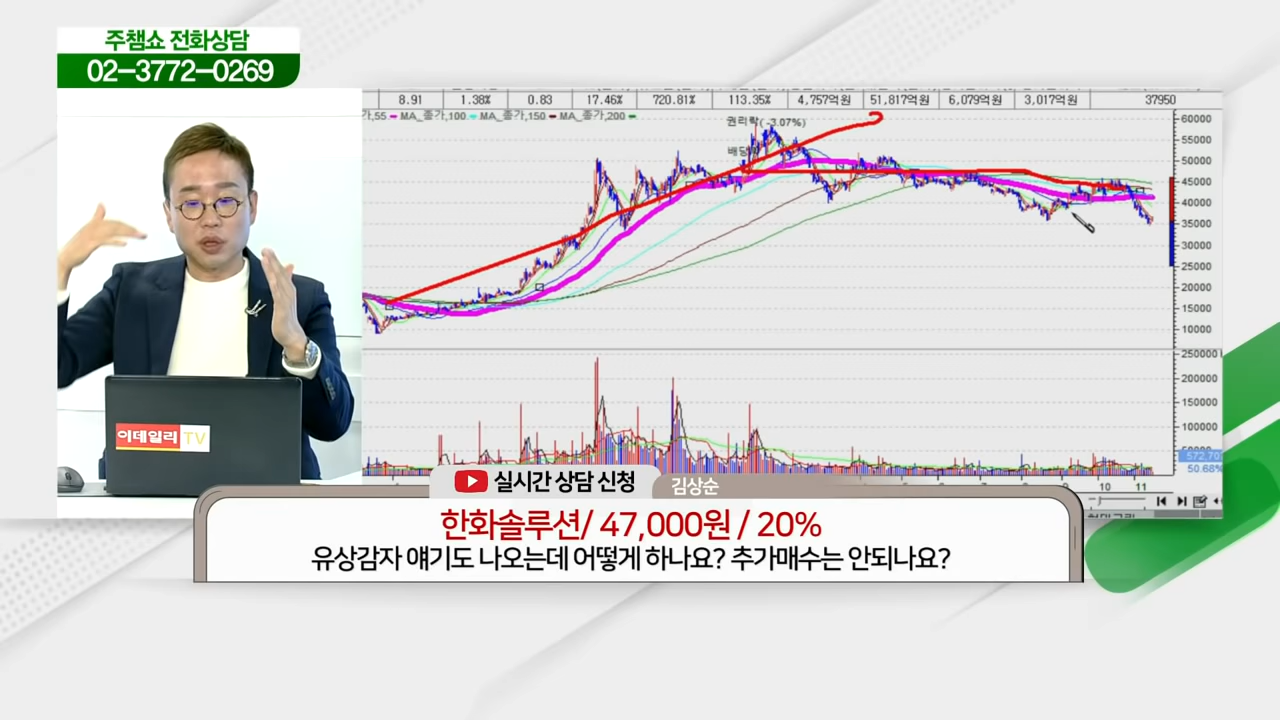 주챔쇼 전화상담
02-3772-0269
8.91 1.38% 0.83 17.46% 720.81% 113.35% 4,757억원 51,817억원 6,079억원 3,017억원 37950
가,55 MA_종가,100 MA_종가,150 MA_종가,200
권리락( -3.07%)
배당
60000
50000
45000
40000
35000
30000
25000
20000
15000
10000
250000
200000
150000
100000
50000
572.70
50.68%
10 11
이데일리 TV
실시간 상담 신청 김상순
한화솔루션/ 47,000원 / 20%
유상감자 얘기도 나오는데 어떻게 하나요? 추가매수는 안되나요?